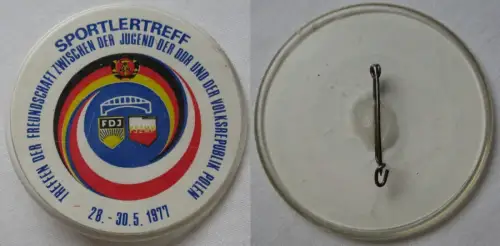 SPORTLERTREFF
TREFFEN DER FREUNDSCHAFT ZWISCHEN DER JUGEND DER DDR UND DER VOLKSREPUBLIK POLEN
FDJ
28. - 30.5. 1977